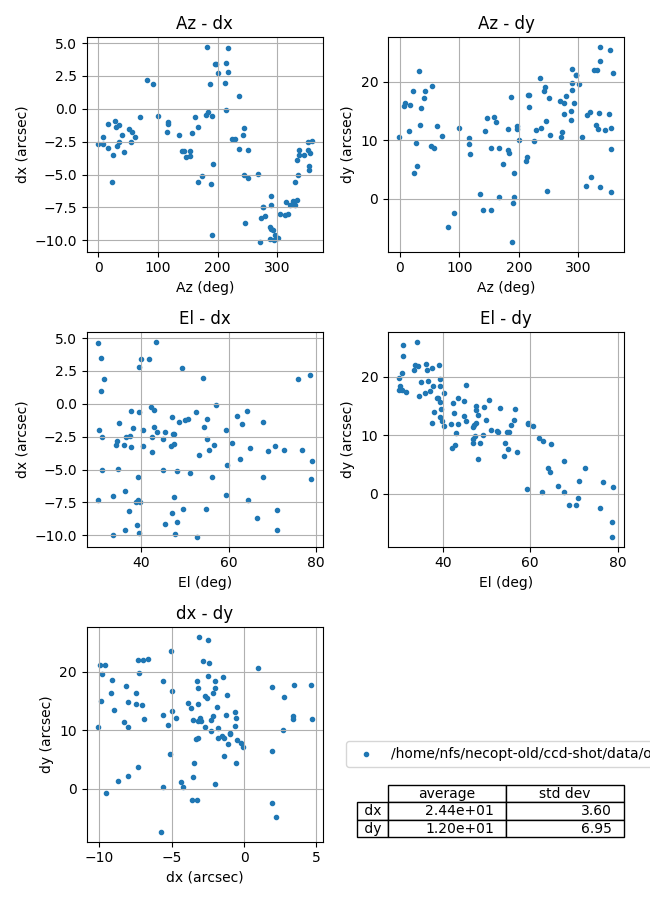 Az - dx
Az - dy
5.0
2.5
0.0
−2.5
−5.0
−7.5
−10.0
dx (arcsec)
0 100 200 300
Az (deg)
20
10
0
dy (arcsec)
0 100 200 300
Az (deg)
El - dx
El - dy
5.0
2.5
0.0
−2.5
−5.0
−7.5
−10.0
dx (arcsec)
40 60 80
El (deg)
20
10
0
dy (arcsec)
40 60 80
El (deg)
dx - dy
20
10
0
dy (arcsec)
−10 −5 0 5
dx (arcsec)
/home/nfs/necopt-old/ccd-shot/data/o
average std dev
dx 2.44e+01 3.60
dy 1.20e+01 6.95